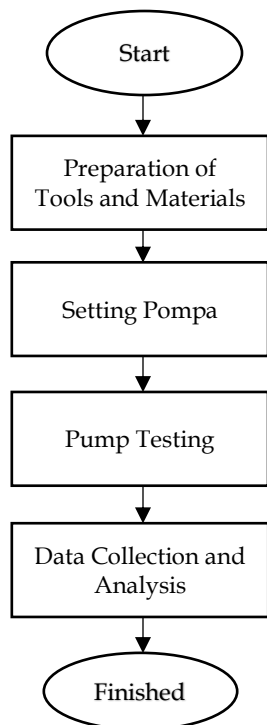 Start
Preparation of
Tools and Materials
Setting Pompa
Pump Testing
Data Collection and
Analysis
Finished